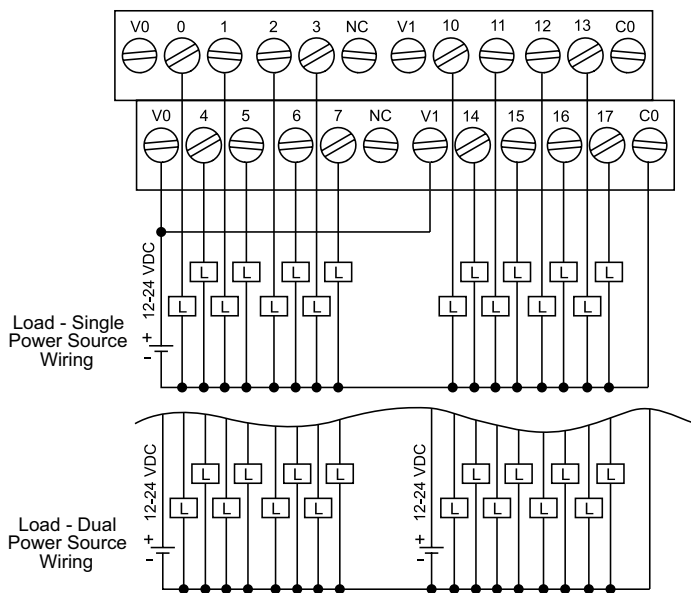 V0 0 1 2 3 NC V1 10 11 12 13 C0
V0 4 5 6 7 NC V1 14 15 16 17 C0
12-24 VDC
L L L L L L L L
L L L L L L L L
Load - Single
Power Source
Wiring
+
-
12-24 VDC
12-24 VDC
L L L L L L L L
L L L L L L L L
Load - Dual
Power Source
Wiring
+
-
+
-